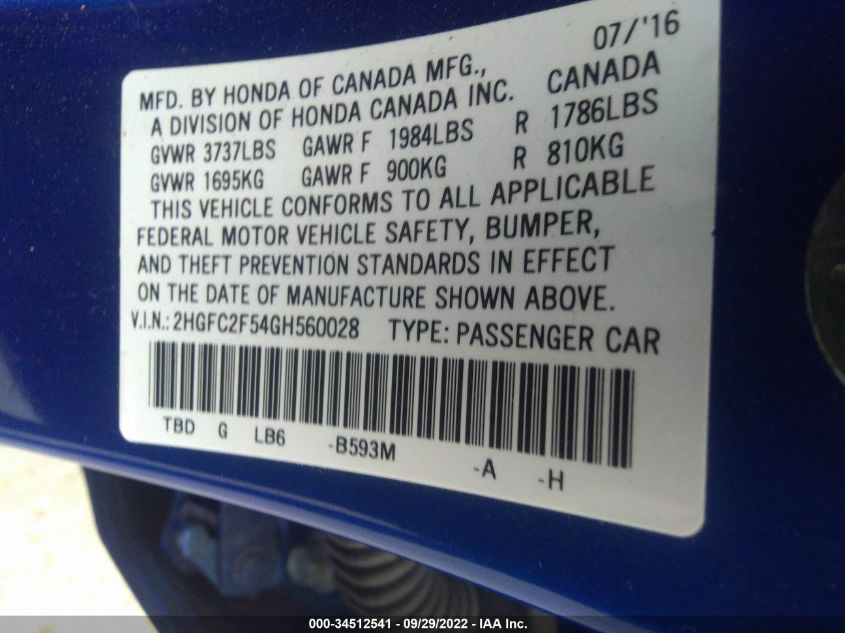 07/'16
MFD. BY HONDA OF CANADA MFG.,
A DIVISION OF HONDA CANADA INC. CANADA
GVWR 3737LBS GAWR F 1984LBS R 1786LBS
GVWR 1695KG GAWR F 900KG R 810KG
THIS VEHICLE CONFORMS TO ALL APPLICABLE
FEDERAL MOTOR VEHICLE SAFETY, BUMPER,
AND THEFT PREVENTION STANDARDS IN EFFECT
ON THE DATE OF MANUFACTURE SHOWN ABOVE.
V.I.N.: 2HGFC2F54GH560028 TYPE: PASSENGER CAR
TBD G LB6 -B593M -A -H
000-34512541 - 09/29/2022 - IAA Inc.